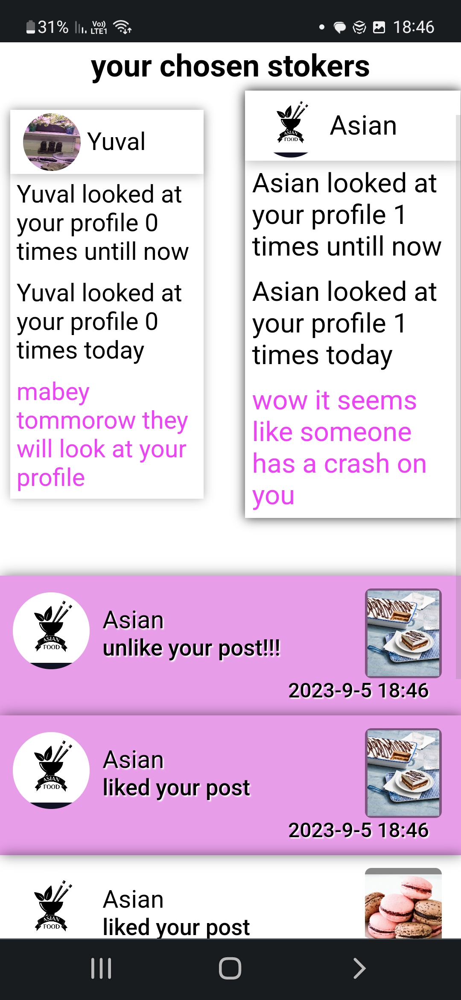 31% Vo)) LTE1 18:46
your chosen stokers
Yuval
Yuval looked at
your profile 0
times untill now
Yuval looked at
your profile 0
times today
mabey
tommorow they
will look at your
profile
ASIAN
FOOD
Asian
Asian looked at
your profile 1
times untill now
Asian looked at
your profile 1
times today
wow it seems
like someone
has a crash on
you
ASIAN
FOOD
Asian
unlike your post!!!
2023-9-5 18:46
ASIAN
FOOD
Asian
liked your post
2023-9-5 18:46
ASIAN
FOOD
Asian
liked your post